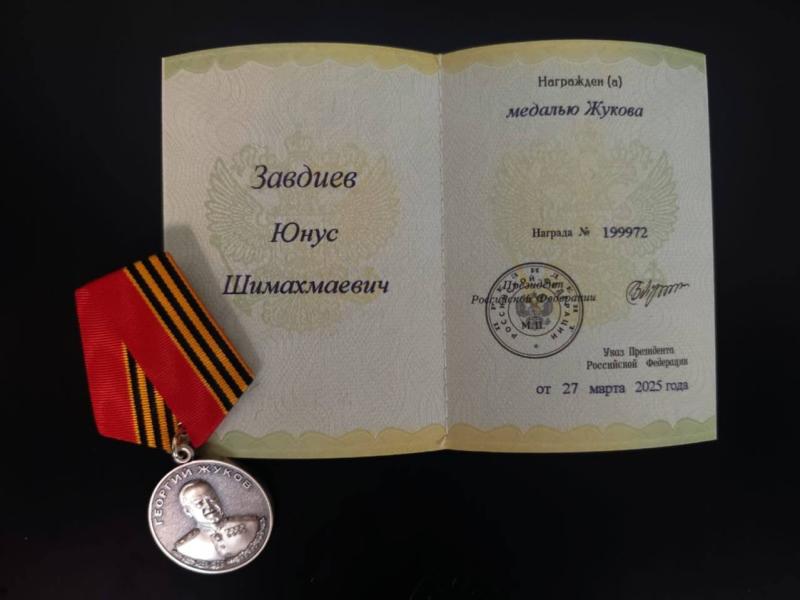 Завдиев
Юнус
Шимахмаевич
Награжден (а)
медалью Жукова
Награда № 199972
Президент
Российской Федерации
М.П.
Указ Президента
Российской Федерации
от 27 марта 2025 года
ГЕОРГИЙ ЖУКОВ